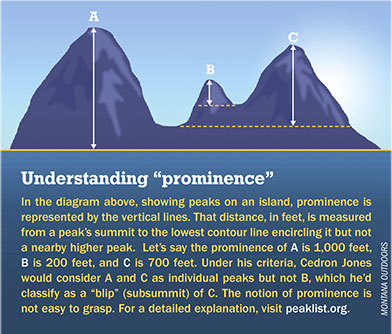 A
B
C
Understanding “prominence”
In the diagram above, showing peaks on an island, prominence is
represented by the vertical lines. That distance, in feet, is measured
from a peak’s summit to the lowest contour line encircling it but not
a nearby higher peak.  Let’s say the prominence of A is 1,000 feet,
B is 200 feet, and C is 700 feet. Under his criteria, Cedron Jones
would consider A and C as individual peaks but not B, which he’d
classify as a “blip” (subsummit) of C. The notion of prominence is
not easy to grasp. For a detailed explanation, visit peaklist.org.
MONTANA OUTDOORS